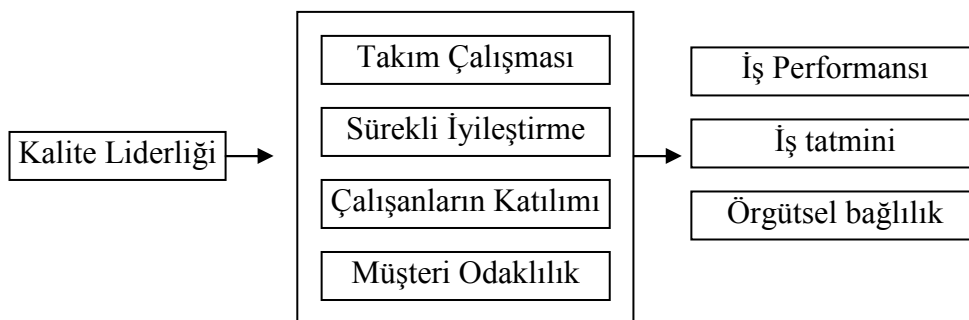 Kalite Liderliği
Takım Çalışması
Sürekli İyileştirme
Çalışanların Katılımı
Müşteri Odaklılık
İş Performansı
İş tatmini
Örgütsel bağlılık